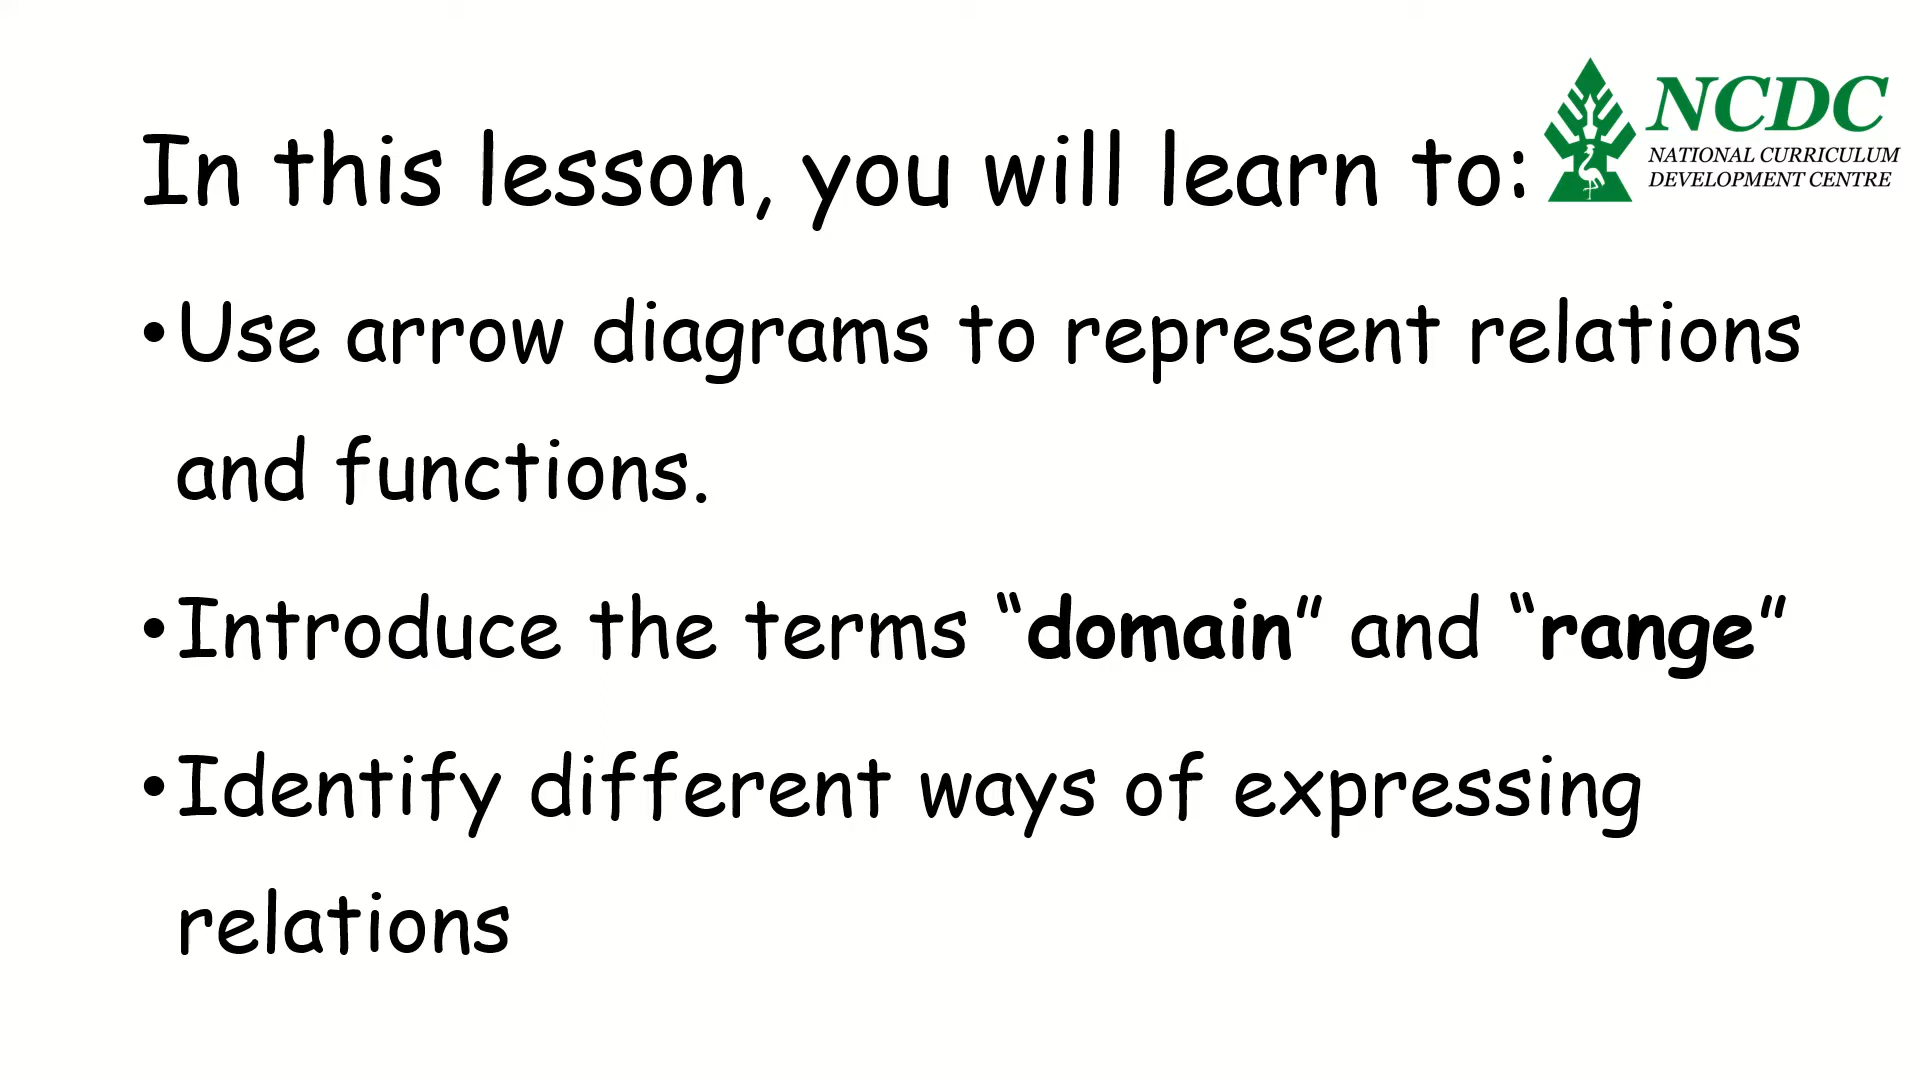 NCDC
NATIONAL CURRICULUM
DEVELOPMENT CENTRE
In this lesson, you will learn to:
•Use arrow diagrams to represent relations
and functions.
•Introduce the terms “domain” and “range”
•Identify different ways of expressing
relations